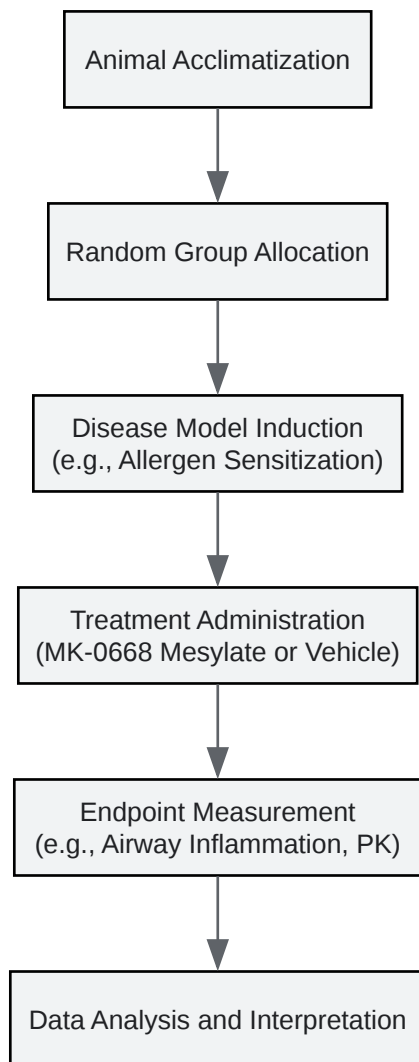 Animal Acclimatization
Random Group Allocation
Disease Model Induction
(e.g., Allergen Sensitization)
Treatment Administration
(MK-0668 Mesylate or Vehicle)
Endpoint Measurement
(e.g., Airway Inflammation, PK)
Data Analysis and Interpretation